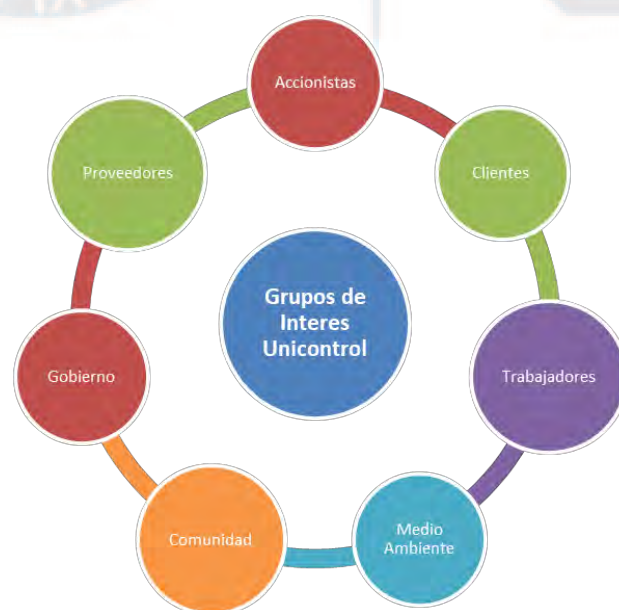 Accionistas
Clientes
Trabajadores
Medio
Ambiente
Comunidad
Gobierno
Proveedores
Grupos de
Interes
Unicontrol